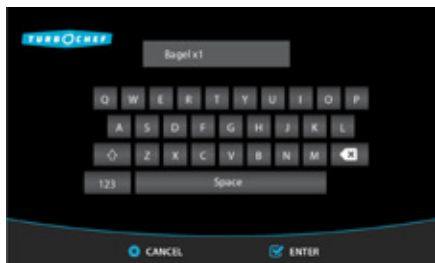 TURBOCHEF
Bagel x1
Q W E R T Y U I O P
A S D F G H J K L
Z X C V B N M
123 Space
CANCEL ENTER